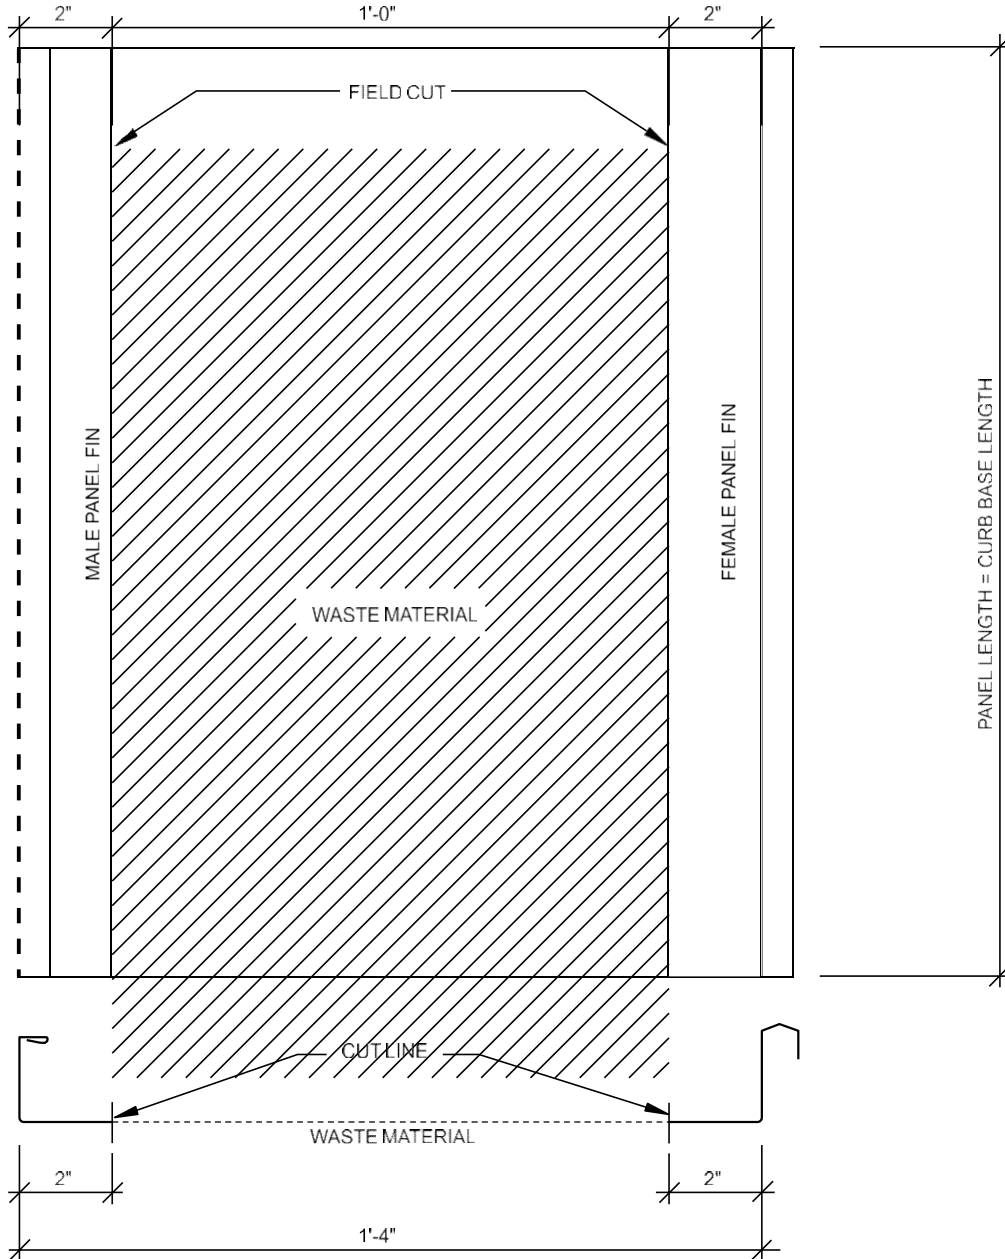 2" 1'-0" 2"
FIELD CUT
MALE PANEL FIN
FEMALE PANEL FIN
PANEL LENGTH = CURB BASE LENGTH
WASTE MATERIAL
CUT LINE
WASTE MATERIAL
2" 2"
1'-4"